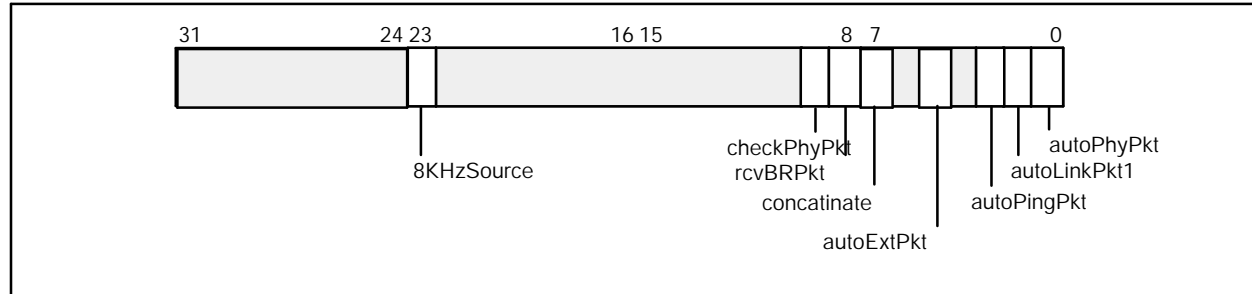 31 24 23 16 15 8 7 0
checkPhyPkt autoPhyPkt
8KHzSource rcvBRPkt autoLinkPkt1
concatinate autoPingPkt
autoExtPkt